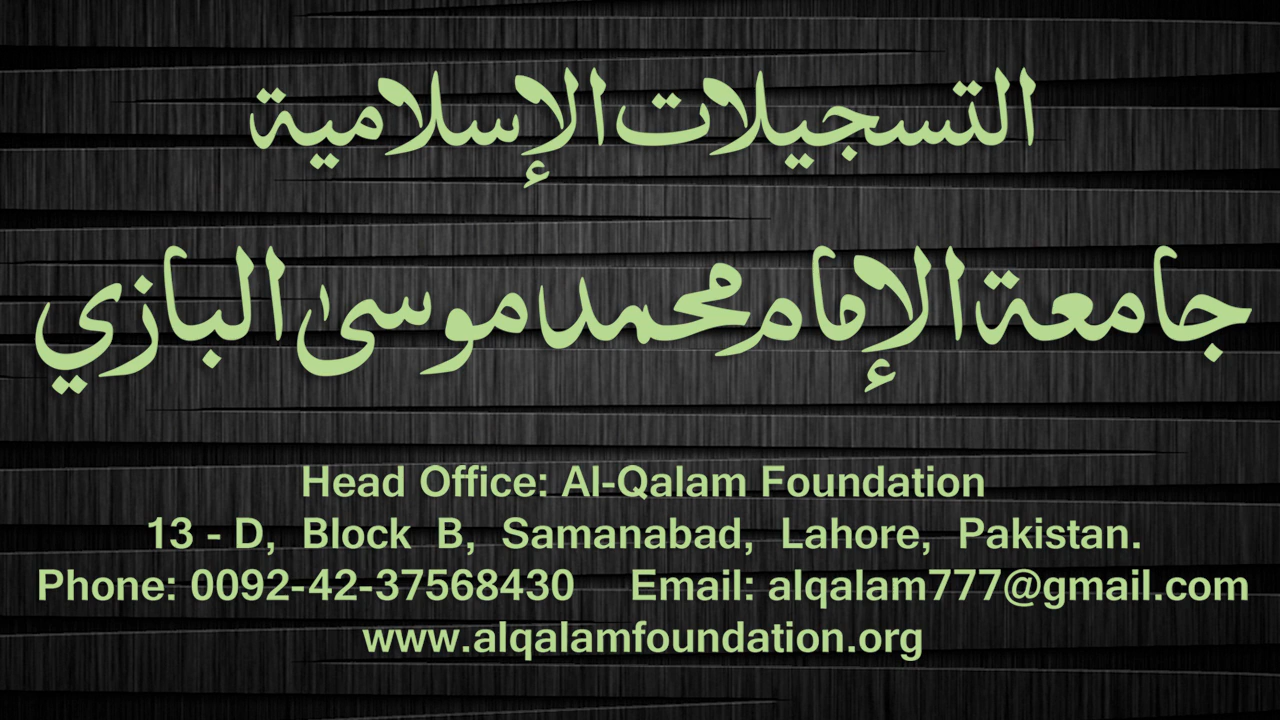 التسجيلات الإسلامية
جامعة الإمام محمد موسىٰ البازي
Head Office: Al-Qalam Foundation
13 - D, Block B, Samanabad, Lahore, Pakistan.
Phone: 0092-42-37568430 Email: alqalam777@gmail.com
www.alqalamfoundation.org